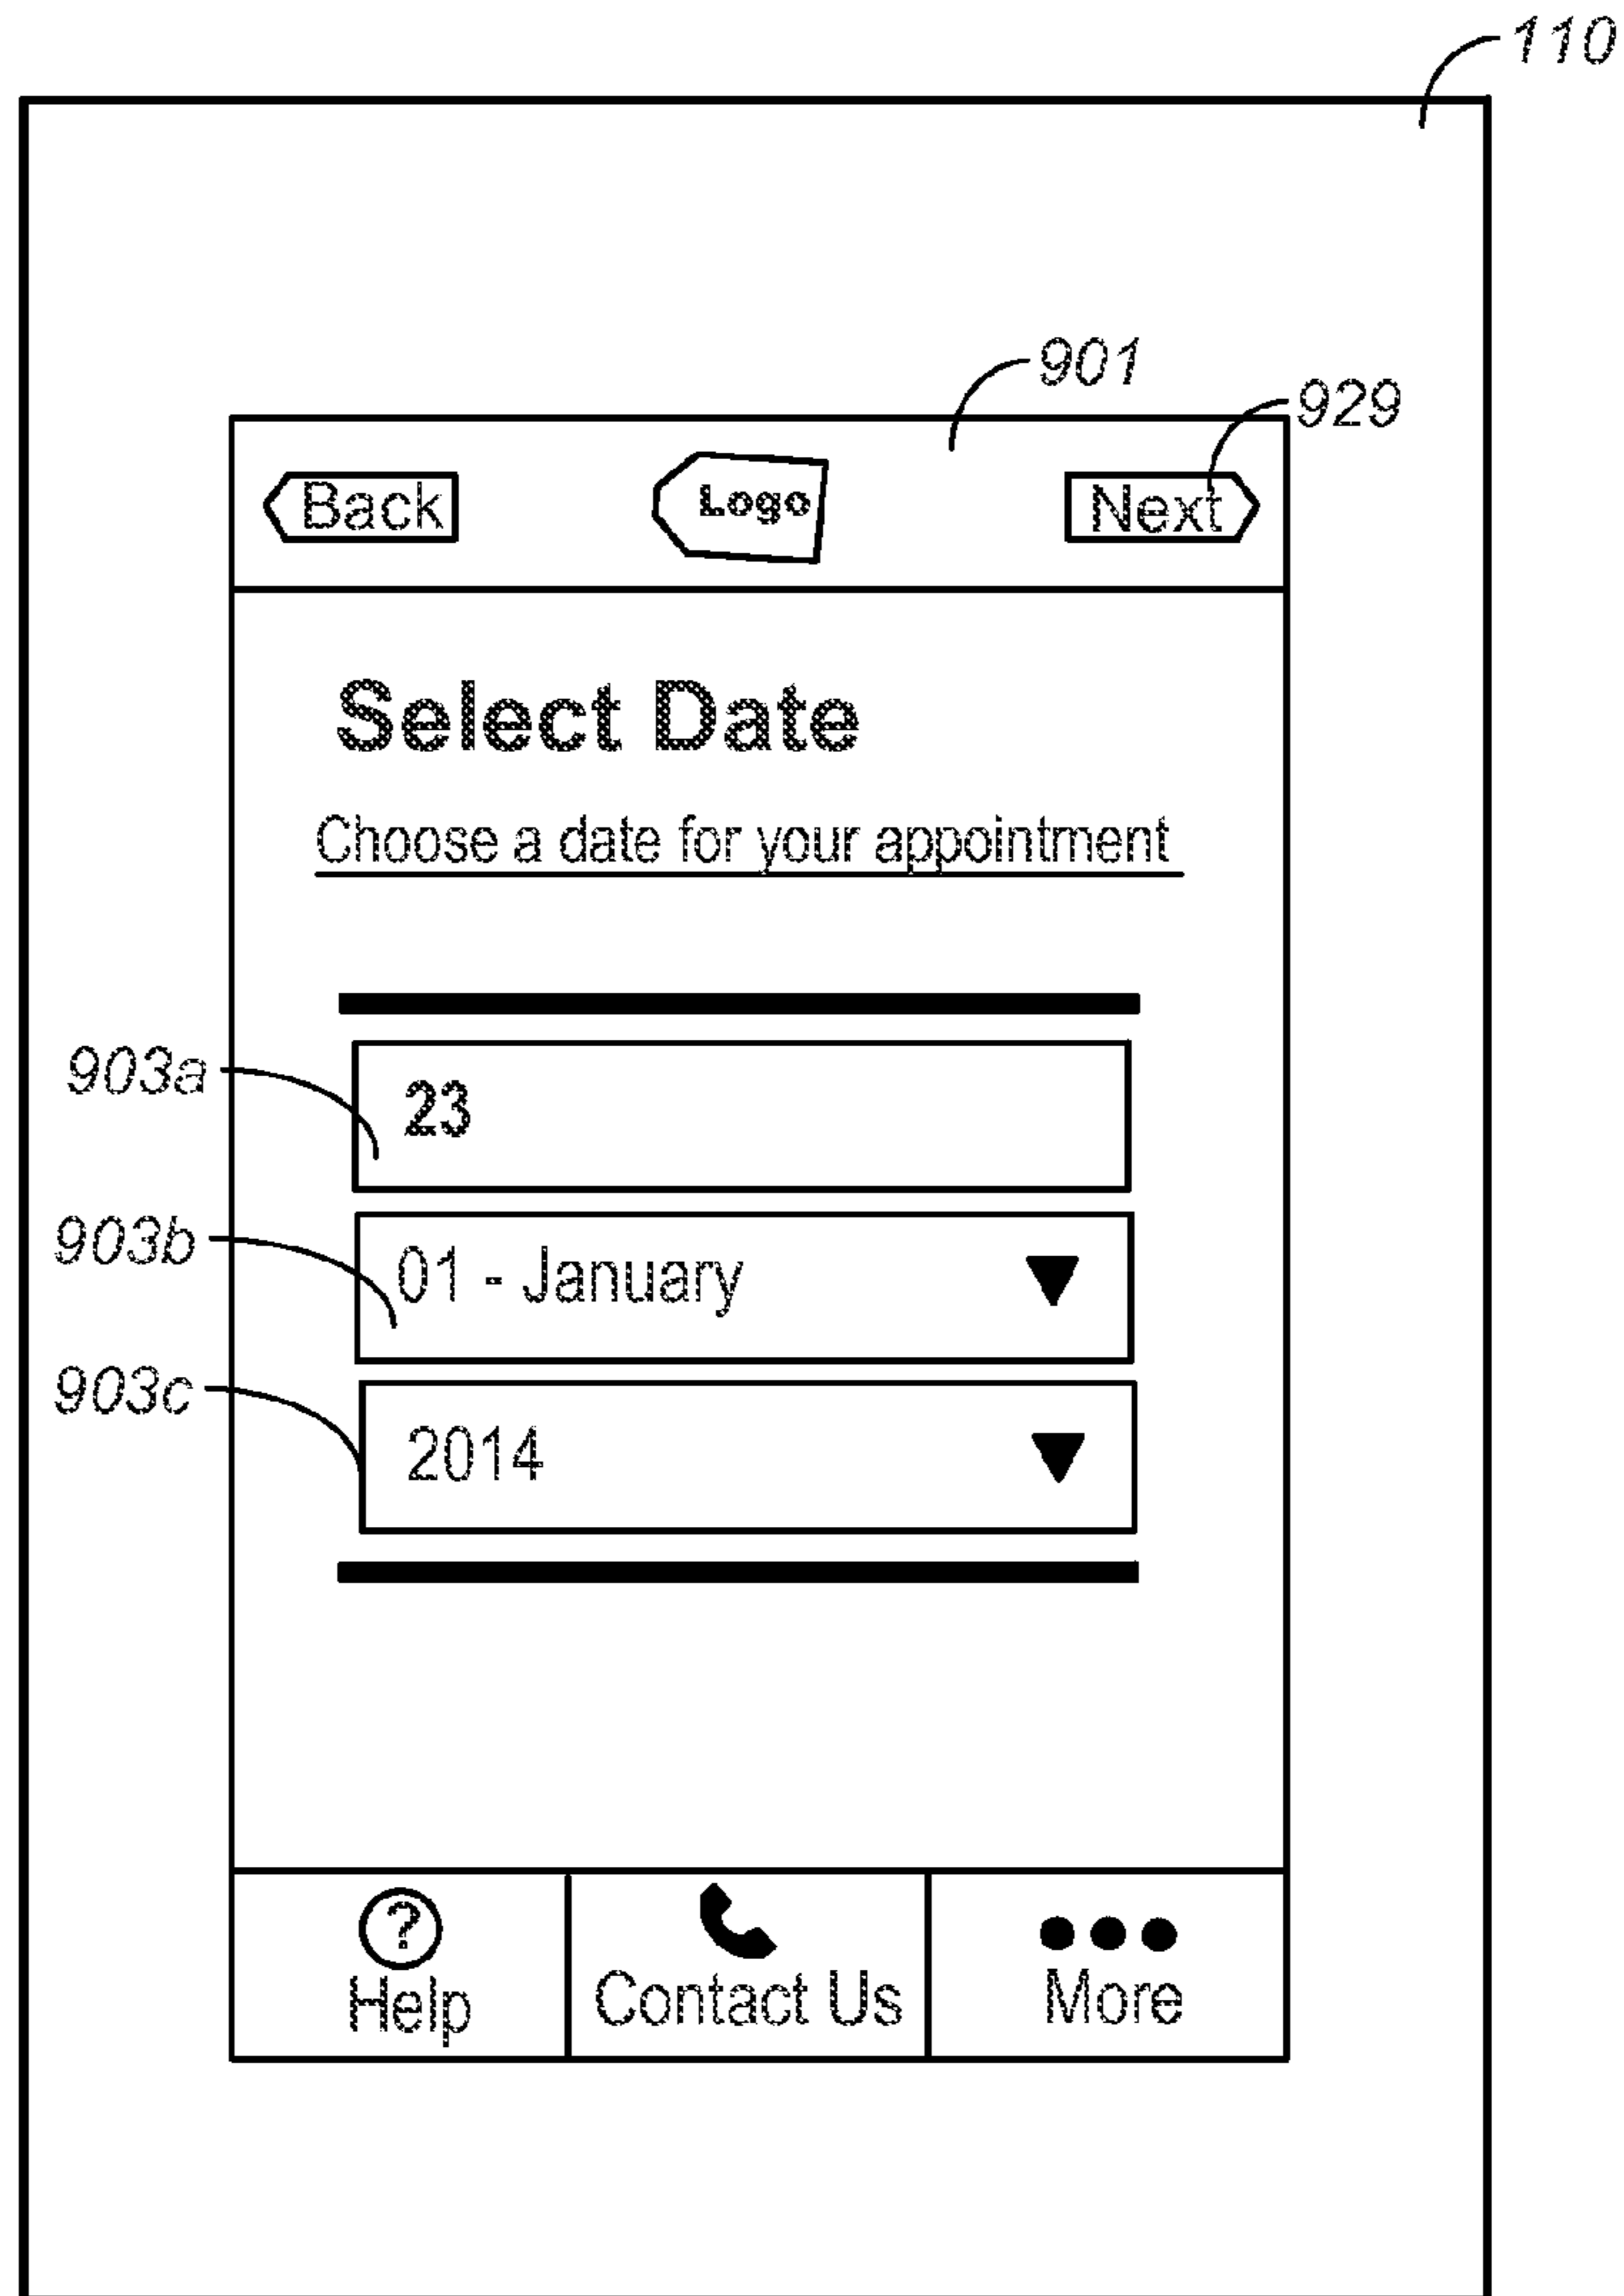 110
901
929
Back Logo Next
Select Date
Choose a date for your appointment
903a
23
903b
01 - January
903c
2014
?
Help Contact Us More